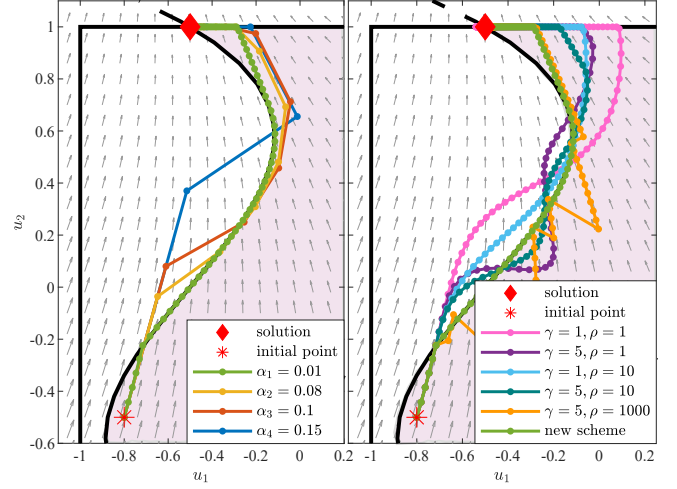 1
0.8
0.6
0.4
0.2
0
-0.2
-0.4
-0.6
u₂
-1
-0.8
-0.6
-0.4
-0.2
0
0.2
u₁
solution
initial point
α₁ = 0.01
α₂ = 0.08
α₃ = 0.1
α₄ = 0.15
-1
-0.8
-0.6
-0.4
-0.2
0
0.2
u₁
solution
initial point
γ = 1, ρ = 1
γ = 5, ρ = 1
γ = 1, ρ = 10
γ = 5, ρ = 10
γ = 5, ρ = 1000
new scheme